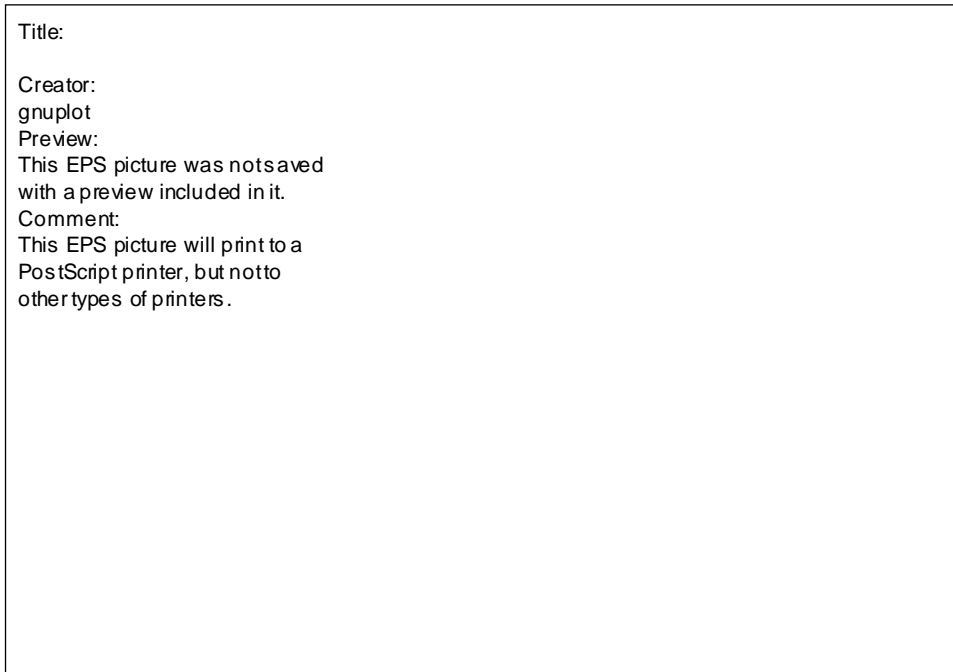 Title:
Creator:
gnuplot
Preview:
This EPS picture was not saved
with a preview included in it.
Comment:
This EPS picture will print to a
PostScript printer, but not to
other types of printers.